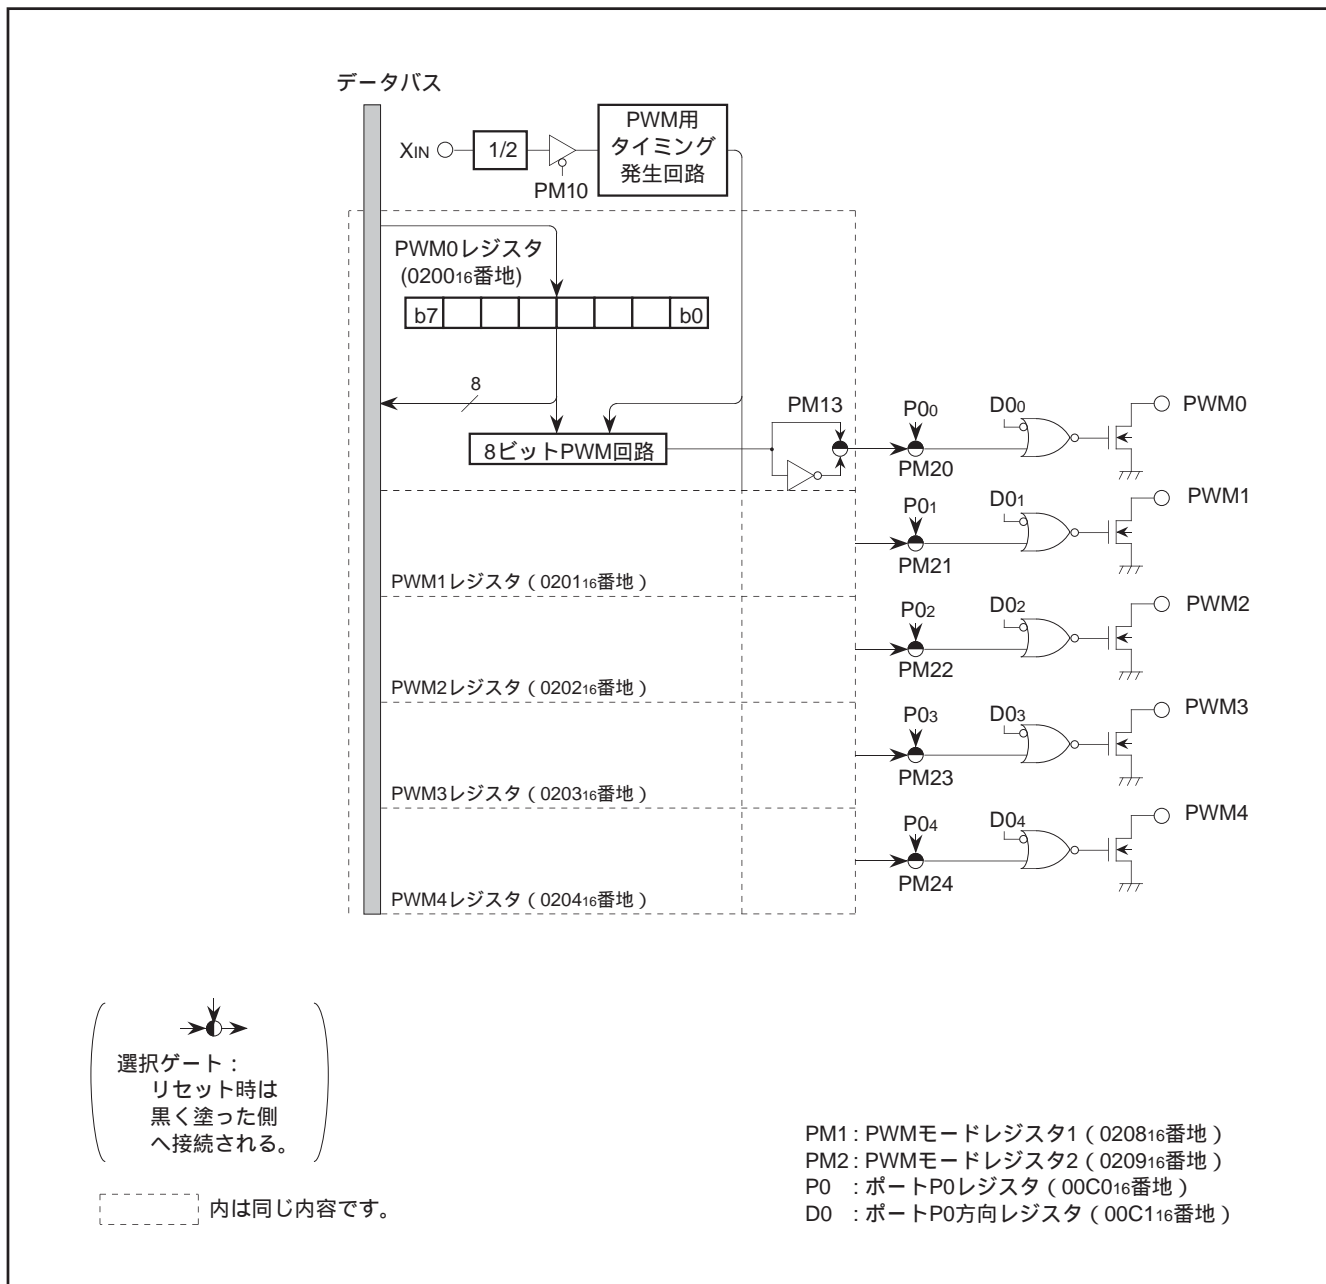 データバス
XIN
1/2
PM10
PWM用
タイミング
発生回路
PWM0レジスタ
(020016番地)
b7
b0
8
8ビットPWM回路
PM13
P00
PM20
D00
PWM0
P01
PM21
D01
PWM1
PWM1レジスタ（020116番地）
P02
PM22
D02
PWM2
PWM2レジスタ（020216番地）
P03
PM23
D03
PWM3
PWM3レジスタ（020316番地）
P04
PM24
D04
PWM4
PWM4レジスタ（020416番地）
選択ゲート：
リセット時は
黒く塗った側
へ接続される。
内は同じ内容です。
PM1 : PWMモードレジスタ1（020816番地）
PM2 : PWMモードレジスタ2（020916番地）
P0 : ポートP0レジスタ（00C016番地）
D0 : ポートP0方向レジスタ（00C116番地）